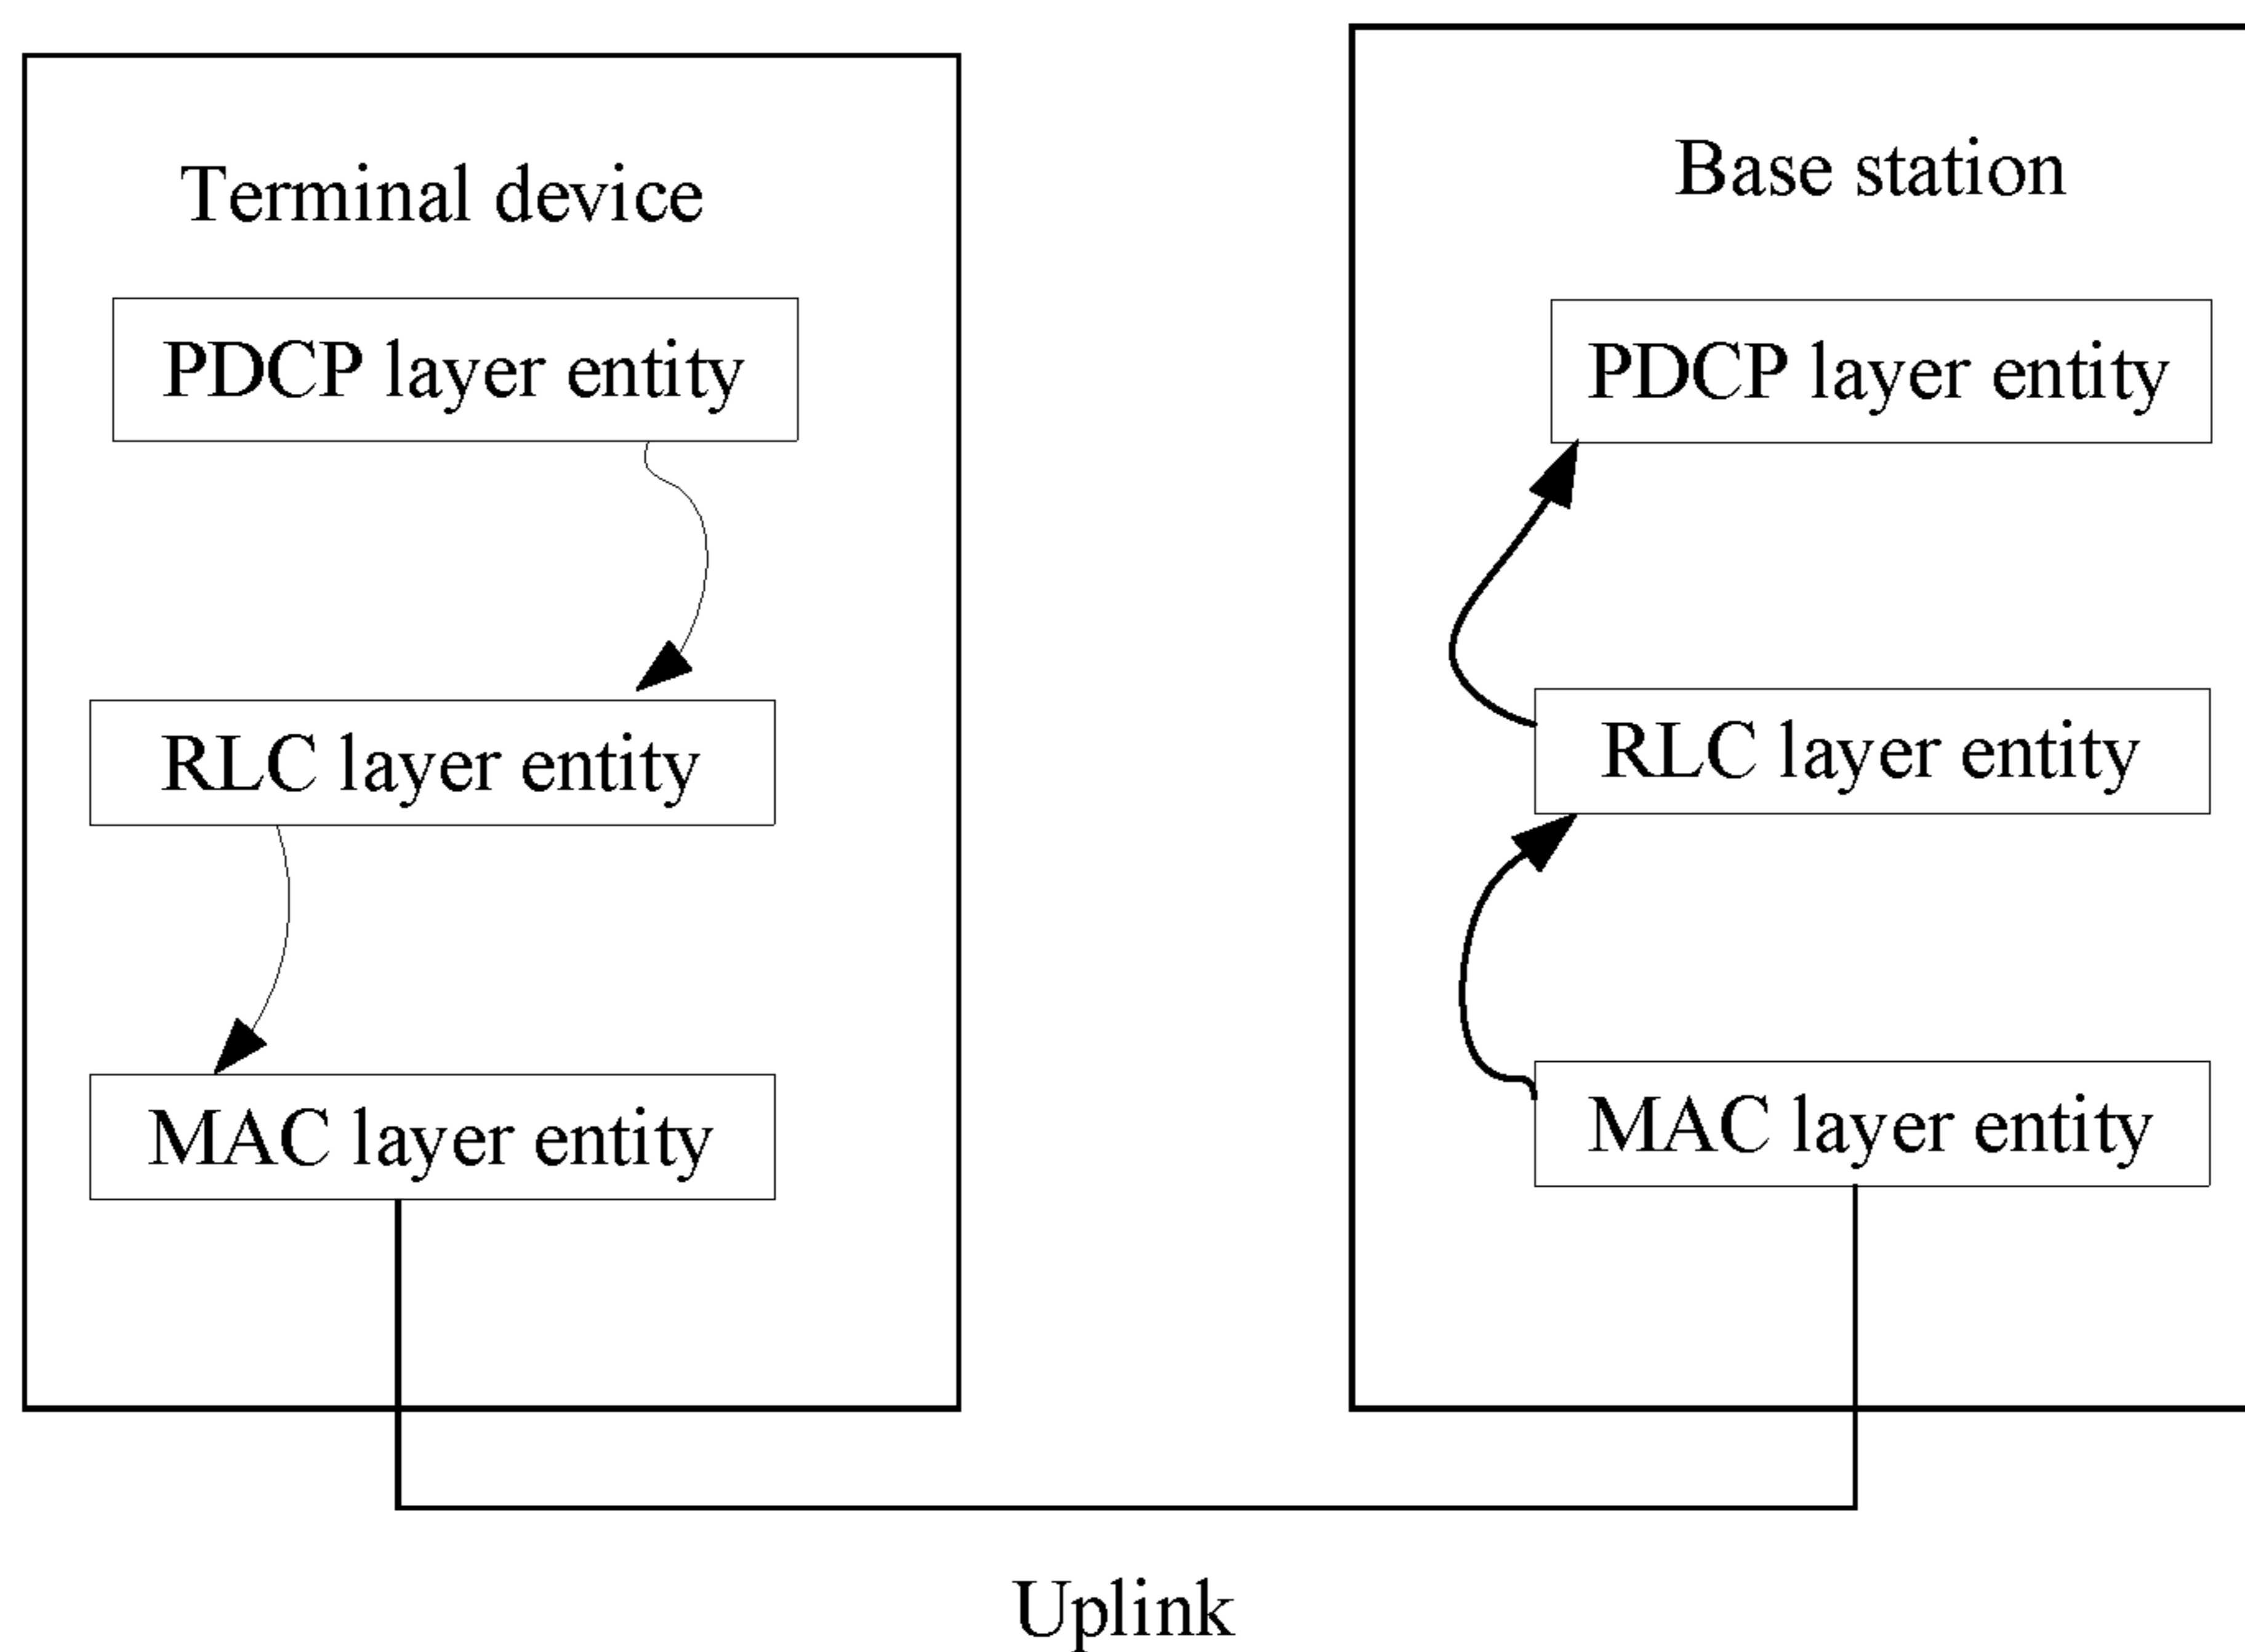 Terminal device
PDCP layer entity
RLC layer entity
MAC layer entity
Base station
PDCP layer entity
RLC layer entity
MAC layer entity
Uplink